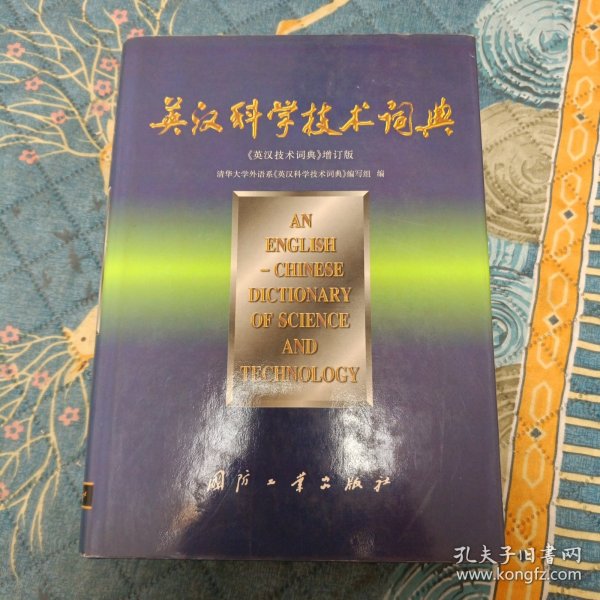 英汉科学技术词典
《英汉技术词典》增订版
清华大学外语系《英汉科学技术词典》编写组 编
AN
ENGLISH
– CHINESE
DICTIONARY
OF SCIENCE
AND
TECHNOLOGY
国防工业出版社
孔夫子旧书网
www.kongfz.com